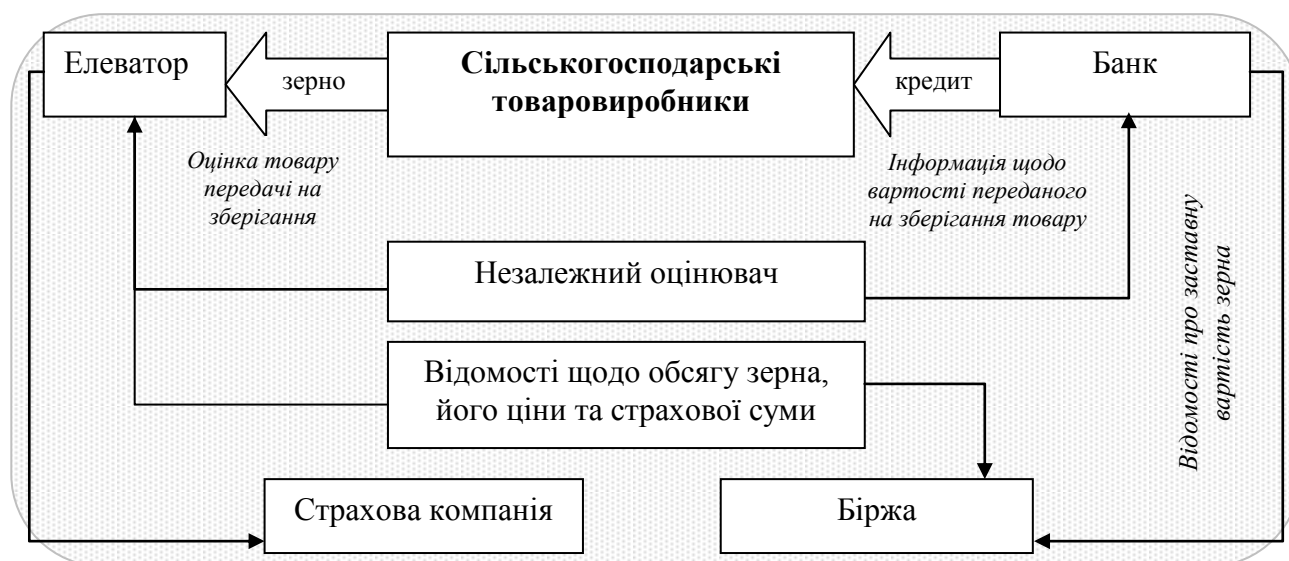 Елеватор
зерно
Сільськогосподарські
товаровиробники
кредит
Банк
Оцінка товару
передачі на
зберігання
Інформація щодо
вартості переданого
на зберігання товару
Незалежний оцінювач
Відомості про заставну
вартість зерна
Відомості щодо обсягу зерна,
його ціни та страхової суми
Страхова компанія
Біржа